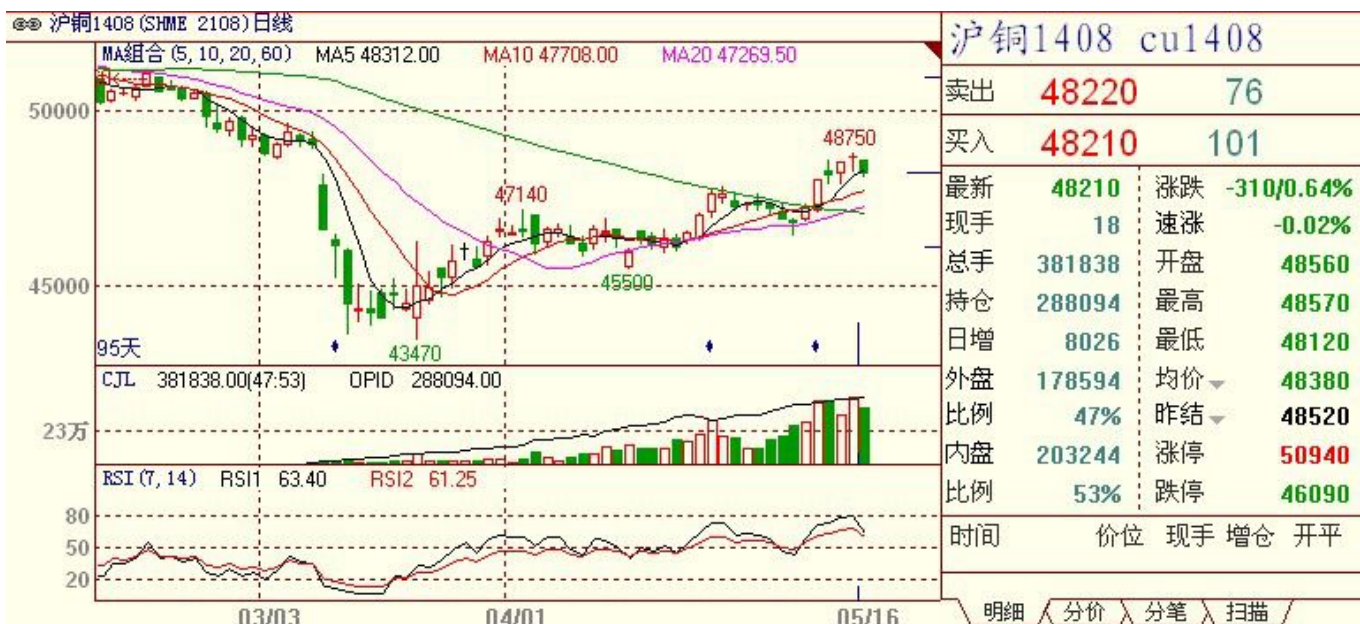 沪铜1408(SHME 2108)日线
MA组合(5,10,20,60) MA5 48312.00 MA10 47708.00 MA20 47269.50
50000
48750
47140
45000
45500
95天
43470
CJL 381838.00(47:53) OPID 288094.00
23万
RSI(7,14) RSI1 63.40 RSI2 61.25
80
50
20
03/03 04/01 05/16
沪铜1408 cu1408
卖出 48220 76
买入 48210 101
最新 48210 涨跌 -310/0.64%
现手 18 速涨 -0.02%
总手 381838 开盘 48560
持仓 288094 最高 48570
日增 8026 最低 48120
外盘 178594 均价 48380
比例 47% 昨结 48520
内盘 203244 涨停 50940
比例 53% 跌停 46090
时间 价位 现手 增仓 开平
明细 分价 分笔 扫描